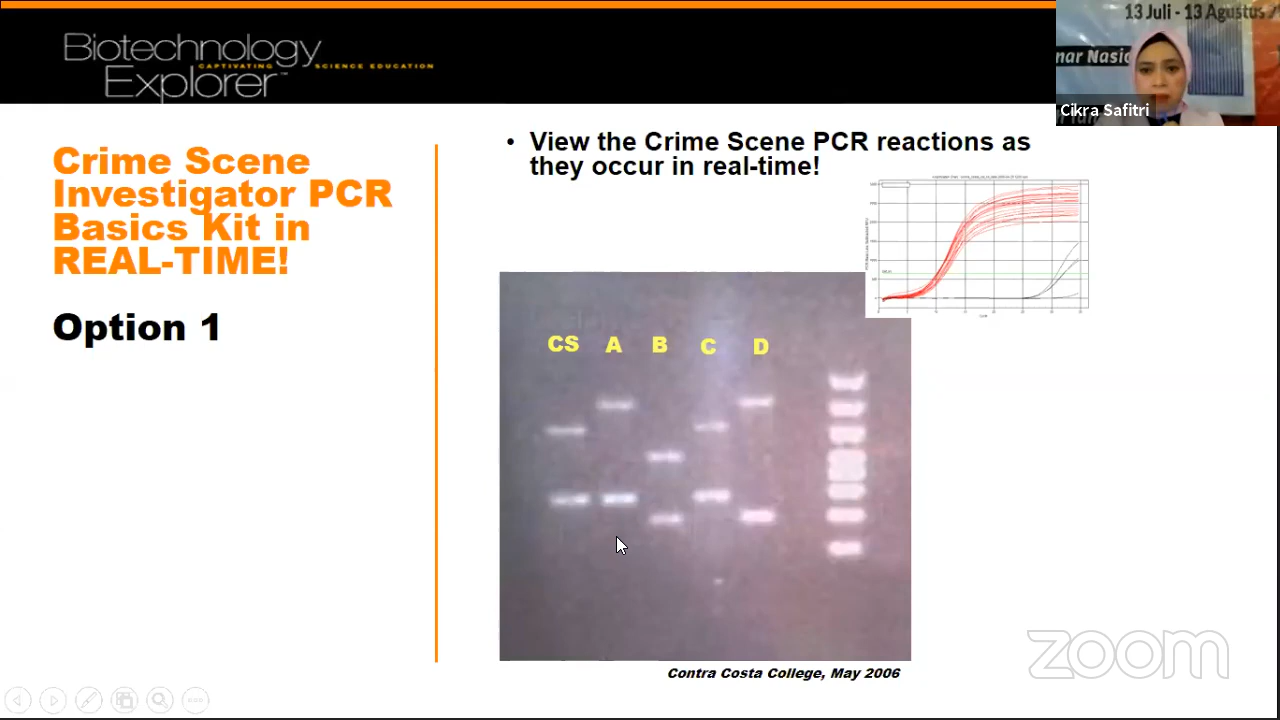 Biotechnology
CAPTIVATING SCIENCE EDUCATION
Explorer™
13 Juli - 13 Agustus
nar Nasio
Cikra Safitri
Crime Scene
Investigator PCR
Basics Kit in
REAL-TIME!
Option 1
• View the Crime Scene PCR reactions as
they occur in real-time!
CS A B C D
Contra Costa College, May 2006
zoom